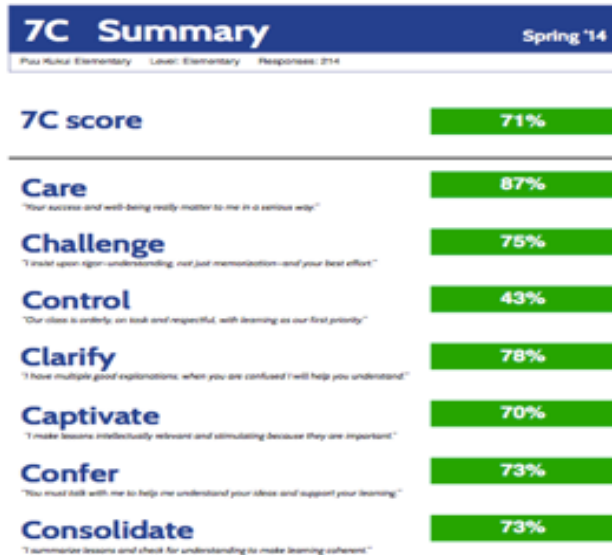 7C Summary Spring '14
Puu Kukui Elementary Level: Elementary Responses: 214
7C score 71%
Care 87%
"Your success and well-being really matter to me in a serious way."
Challenge 75%
"I insist upon rigor--understanding, not just memorization--and your best effort."
Control 43%
"Our class is orderly, on task and respectful, with learning as our first priority."
Clarify 78%
"I have multiple good explanations; when you are confused I will help you understand."
Captivate 70%
"I make lessons intellectually relevant and stimulating because they are important."
Confer 73%
"You must talk with me to help me understand your ideas and support your learning."
Consolidate 73%
"I summarize lessons and check for understanding to make learning coherent."